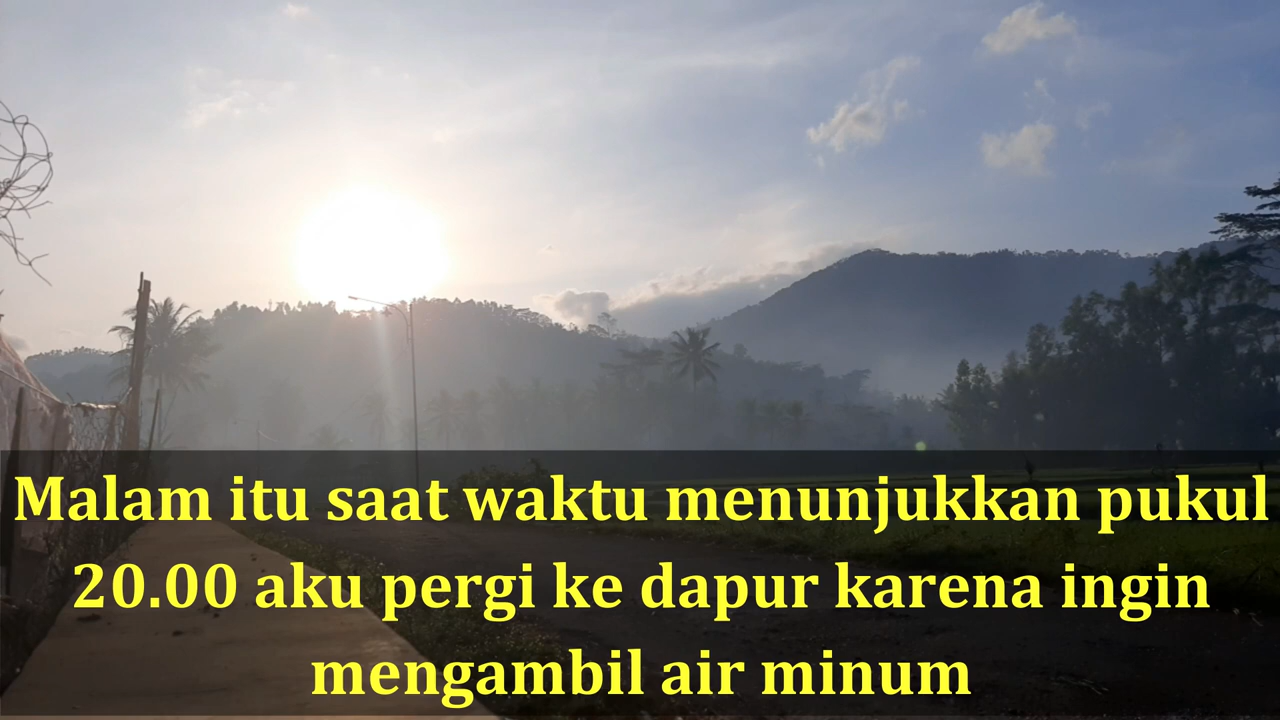 Malam itu saat waktu menunjukkan pukul
20.00 aku pergi ke dapur karena ingin
mengambil air minum